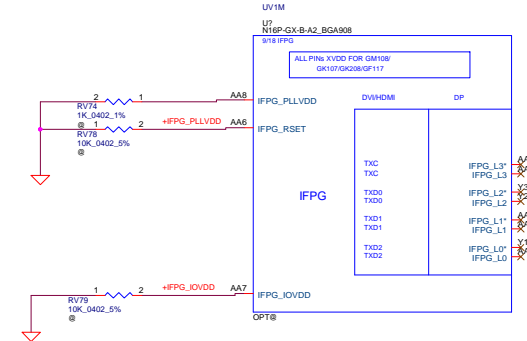 UV1M
U?
N16P-GX-B-A2_BGA908
9/18 IFPG
ALL PINs XVDD FOR GM108/
GK107/GK208/GF117
DVI/HDMI DP
2 1 AA8 IFPG_PLLVDD
RV74
1K_0402_1%
@
+IFPG_PLLVDD
1 2 AA6 IFPG_RSET
RV78
10K_0402_5%
@
TXC IFPG_L3*
TXC IFPG_L3
TXD0 IFPG_L2*
TXD0 IFPG_L2
IFPG
TXD1 IFPG_L1*
TXD1 IFPG_L1
TXD2 IFPG_L0*
TXD2 IFPG_L0
1 2 +IFPG_IOVDD AA7 IFPG_IOVDD
RV79
10K_0402_5%
@
OPT@